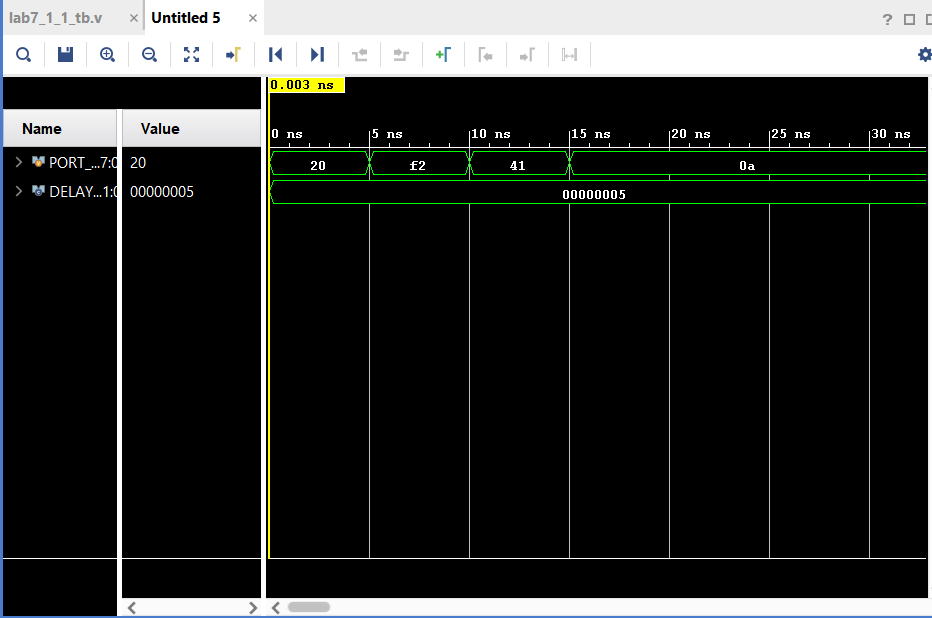 lab7_1_1_tb.v × Untitled 5 × ?
0.003 ns
Name Value
0 ns 5 ns 10 ns 15 ns 20 ns 25 ns 30 ns
PORT_...7:0 20 20 f2 41 0a
DELAY...1:0 00000005 00000005